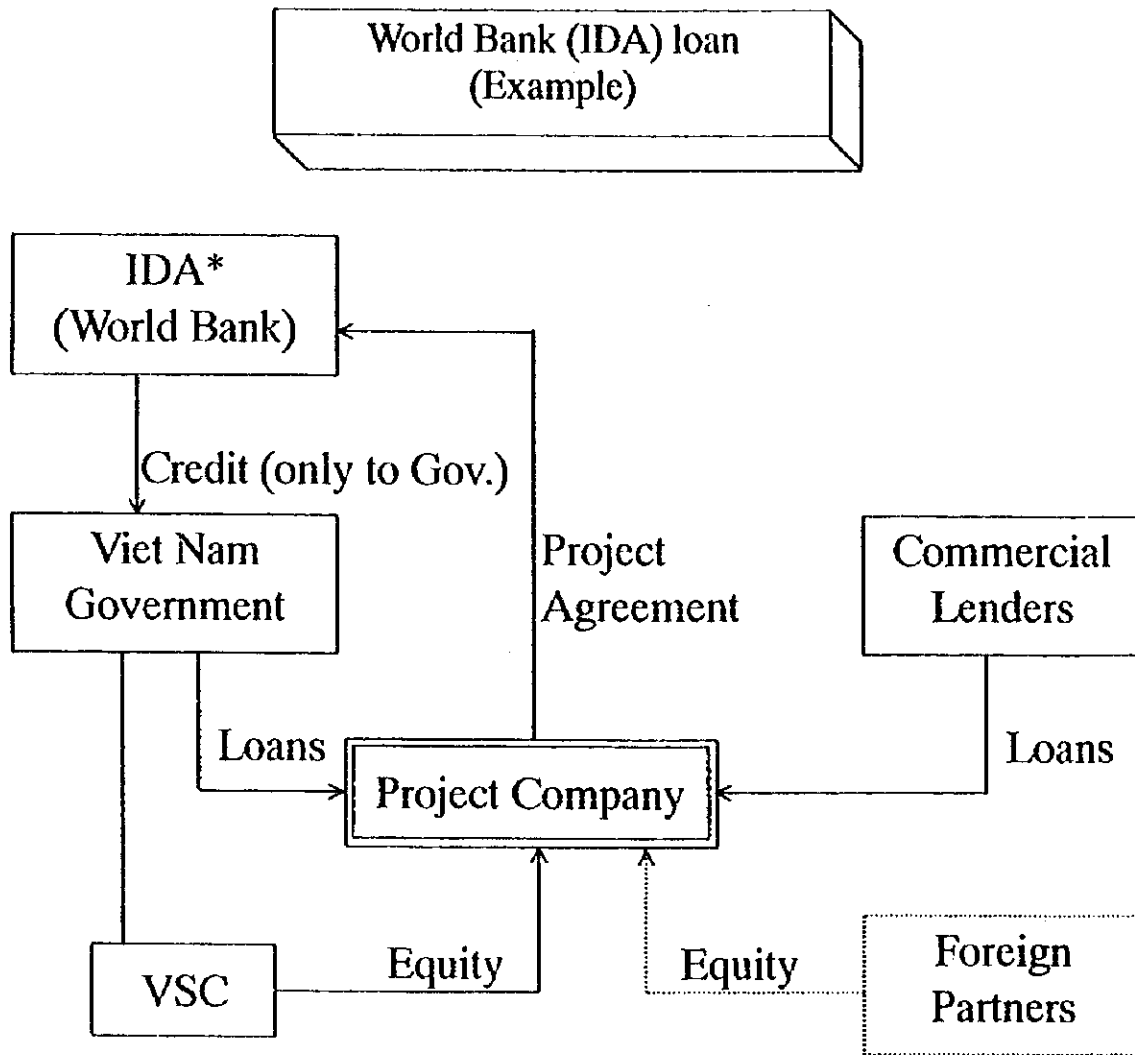 World Bank (IDA) loan
(Example)
IDA*
(World Bank)
Credit (only to Gov.)
Viet Nam
Government
Project
Agreement
Commercial
Lenders
Loans
Project Company
Loans
VSC
Equity
Equity
Foreign
Partners